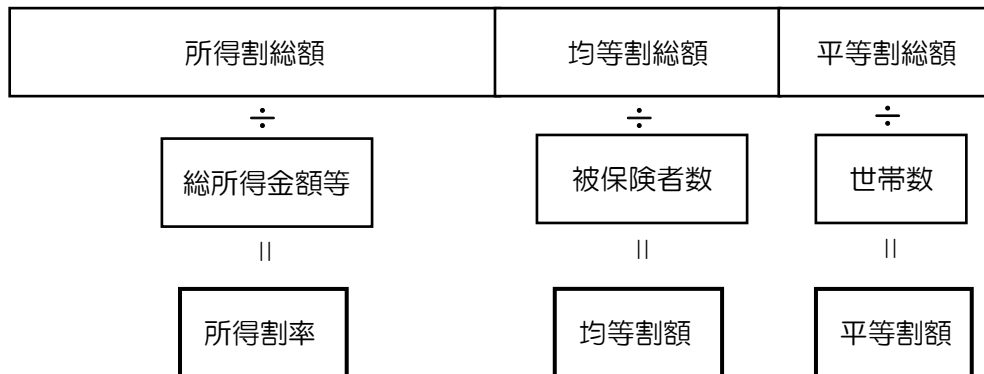 所得割総額 均等割総額 平等割総額
÷ ÷ ÷
総所得金額等 被保険者数 世帯数
＝ ＝ ＝
所得割率 均等割額 平等割額